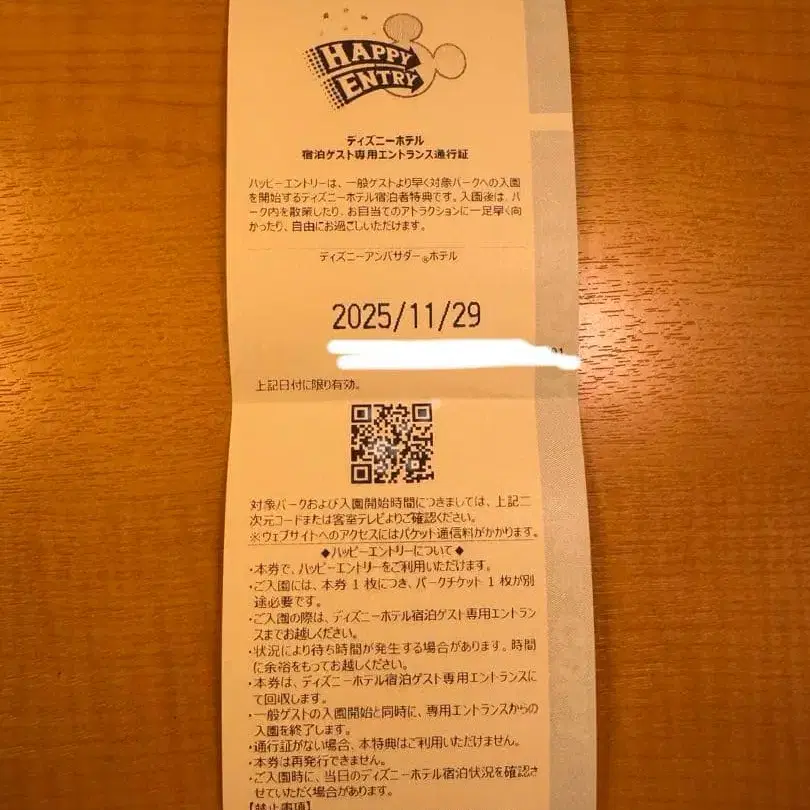 HAPPY
ENTRY
ディズニーホテル
宿泊ゲスト専用エントランス通行証
ハッピーエントリーは、一般ゲストより早く対象パークへの入園
を開始するディズニーホテル宿泊者特典です。入園後は、パ
ーク内を散策したり、お目当てのアトラクションに一足早く向
かったり、自由にお過ごしいただけます。
ディズニーアンバサダー®ホテル
2025/11/29
上記日付に限り有効。
対象パークおよび入園開始時間につきましては、上記二
次元コードまたは客室テレビよりご確認ください。
※ウェブサイトへのアクセスにはパケット通信料がかかります。
◆ハッピーエントリーについて◆
・本券で、ハッピーエントリーをご利用いただけます。
・ご入園には、本券 1 枚につき、パークチケット 1 枚が別
途必要です。
・ご入園の際は、ディズニーホテル宿泊ゲスト専用エントラン
スまでお越しください。
・状況により待ち時間が発生する場合があります。時間
に余裕をもってお越しください。
・本券は、ディズニーホテル宿泊ゲスト専用エントランスに
て回収します。
・一般ゲストの入園開始と同時に、専用エントランスからの
入園を終了します。
・通行証がない場合、本特典はご利用いただけません。
・本券は再発行できません。
・ご入園時に、当日のディズニーホテル宿泊状況を確認さ
せていただく場合があります。
【禁止事項】